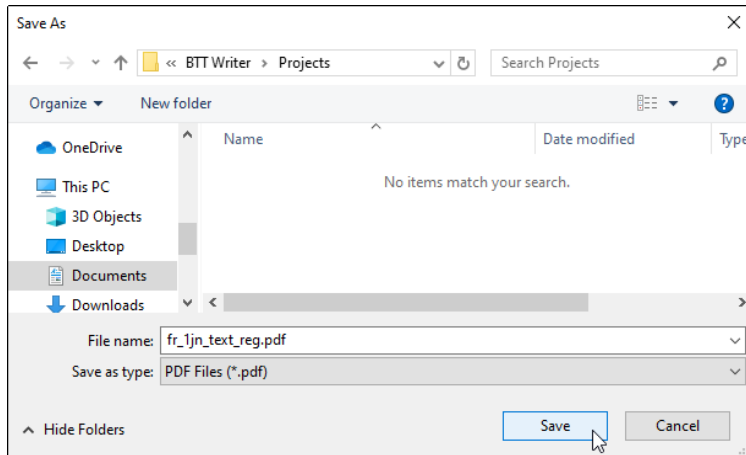 Save As
« BTT Writer > Projects
Search Projects
Organize
New folder
?
Name
Date modified
Type
OneDrive
No items match your search.
This PC
3D Objects
Desktop
Documents
Downloads
File name: fr_1jn_text_reg.pdf
Save as type: PDF Files (*.pdf)
Hide Folders
Save
Cancel